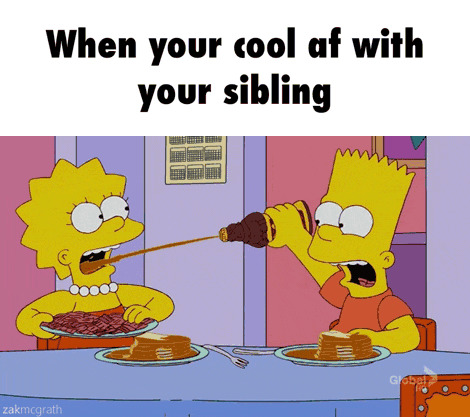 When your cool af with
your sibling
Global
zakmcgrath